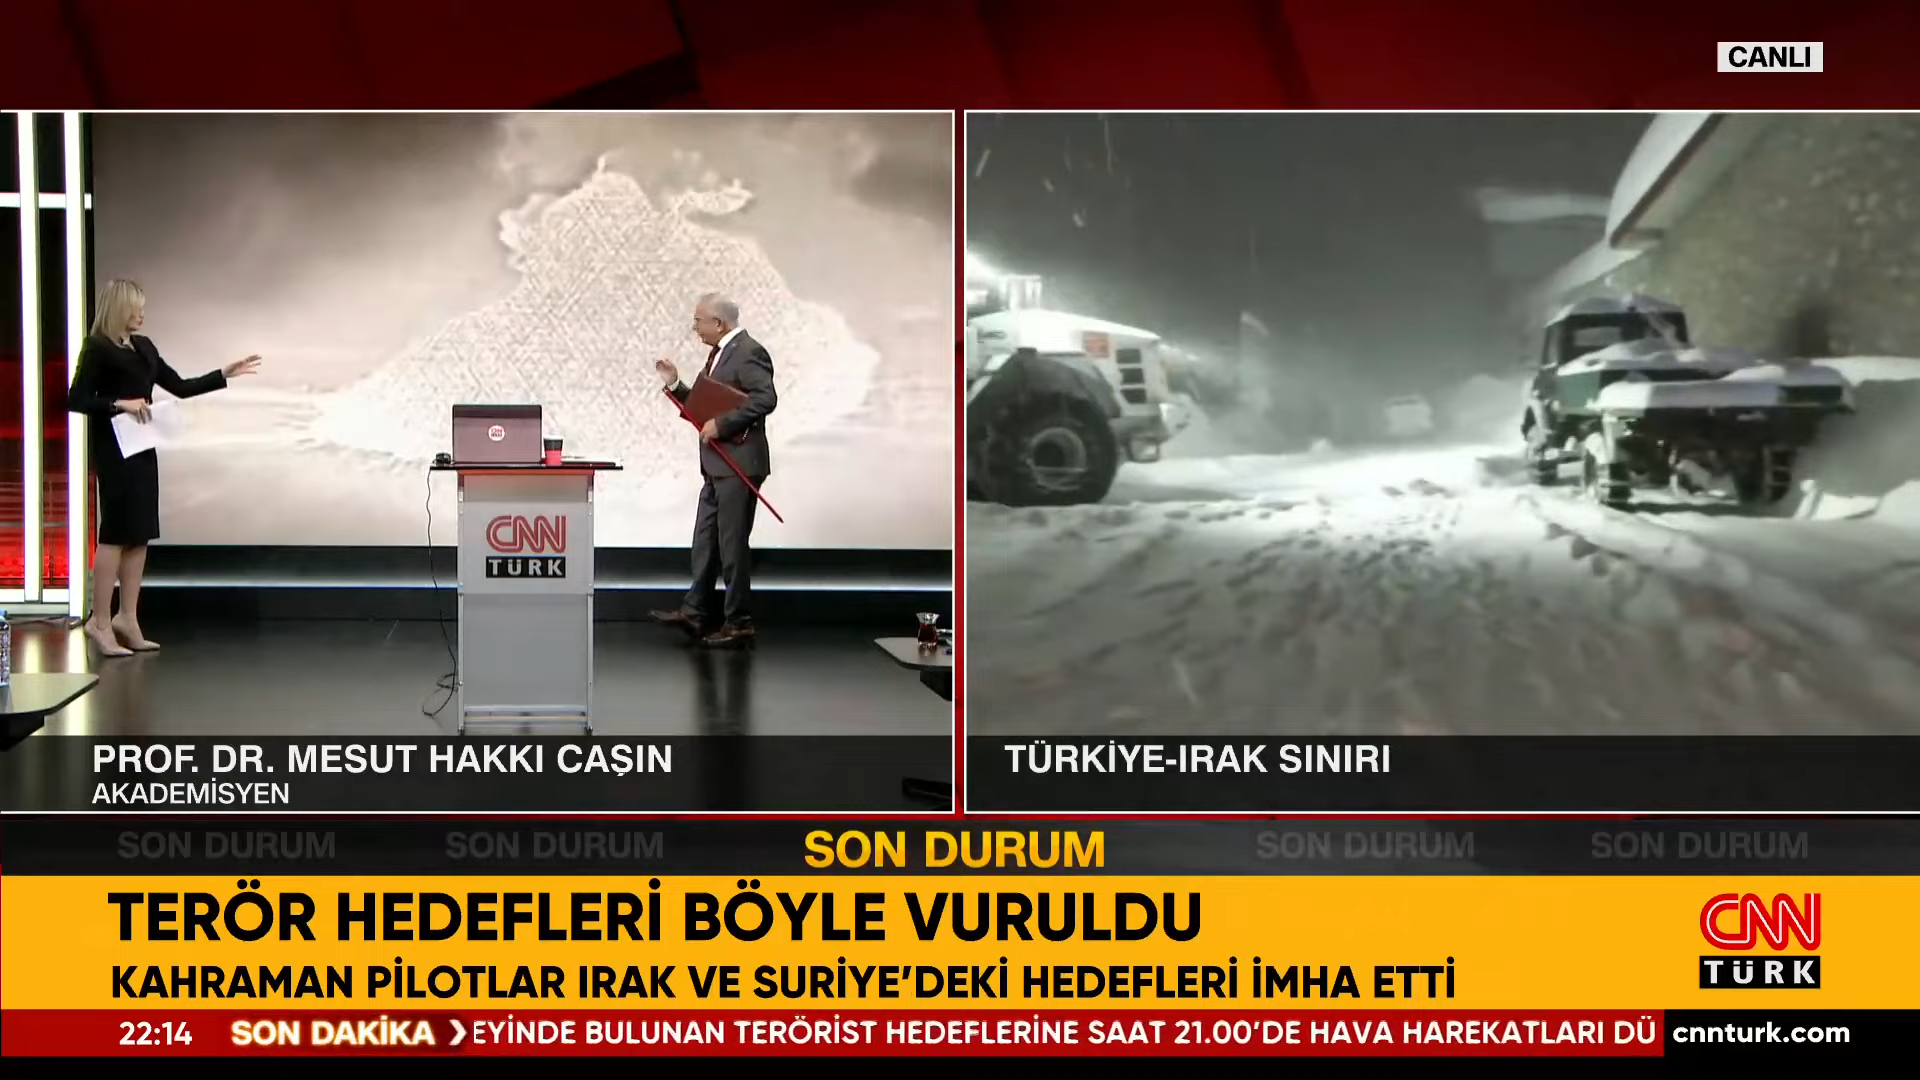 CANLI
CNN
TÜRK
PROF. DR. MESUT HAKKI CAŞIN
AKADEMİSYEN
TÜRKİYE-IRAK SINIRI
SON DURUM SON DURUM SON DURUM SON DURUM SON DURUM
TERÖR HEDEFLERİ BÖYLE VURULDU
KAHRAMAN PİLOTLAR IRAK VE SURİYE'DEKİ HEDEFLERİ İMHA ETTİ
CNN
TÜRK
22:14 SON DAKİKA EYİNDE BULUNAN TERÖRİST HEDEFLERİNE SAAT 21.00'DE HAVA HAREKATLARI DÜ cnnturk.com